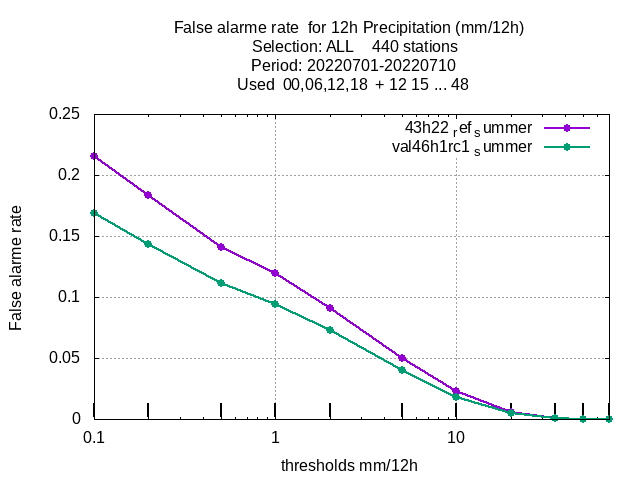 False alarme rate  for 12h Precipitation (mm/12h)
Selection: ALL    440 stations
Period: 20220701-20220710
Used  00,06,12,18  + 12 15 ... 48
0.25
0.2
0.15
0.1
0.05
0
False alarme rate
43h22 ref summer
val46h1rc1 summer
0.1
1
10
thresholds mm/12h